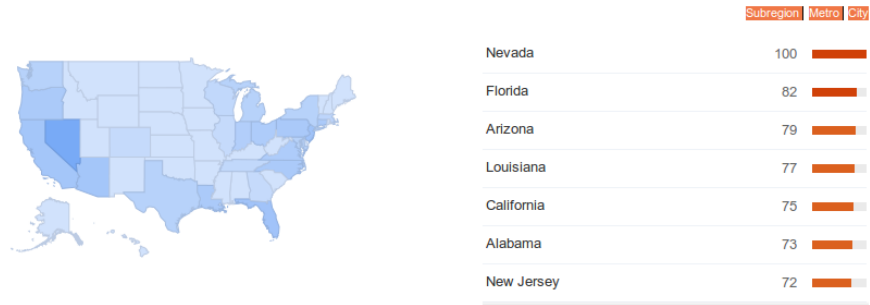 Subregion Metro City
Nevada 100
Florida 82
Arizona 79
Louisiana 77
California 75
Alabama 73
New Jersey 72